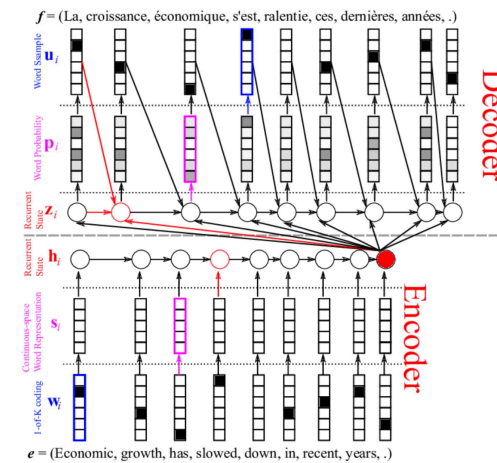 f = (La, croissance, économique, s'est, ralentie, ces, dernières, années, .)
Word Ssample
u_i
Word Probability
p_i
Recurrent
State
z_i
Decoder
Recurrent
State
h_i
Continuous-space
Word Representation
s_i
1-of-K coding
w_i
Encoder
e = (Economic, growth, has, slowed, down, in, recent, years, .)